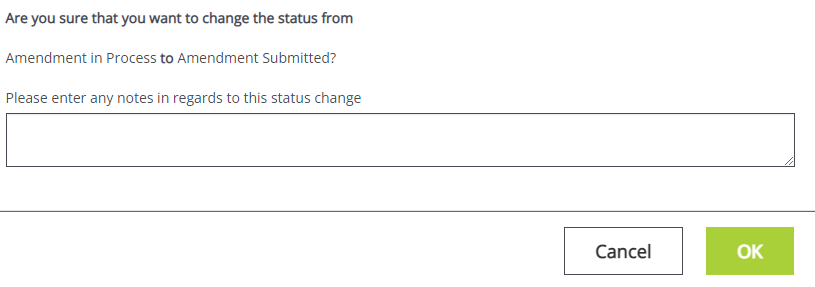 Are you sure that you want to change the status from
Amendment in Process to Amendment Submitted?
Please enter any notes in regards to this status change
Cancel
OK